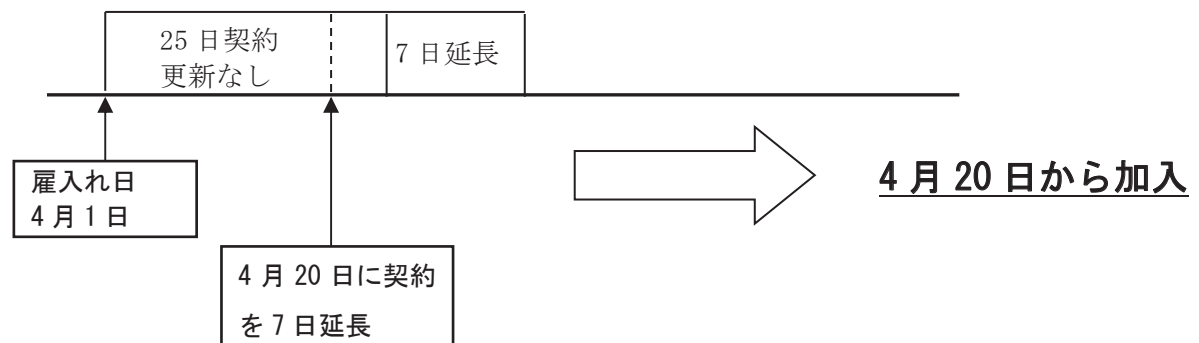 25 日契約
更新なし
7 日延長
雇入れ日
4 月 1 日
4 月 20 日に契約
を 7 日延長
4 月 20 日から加入